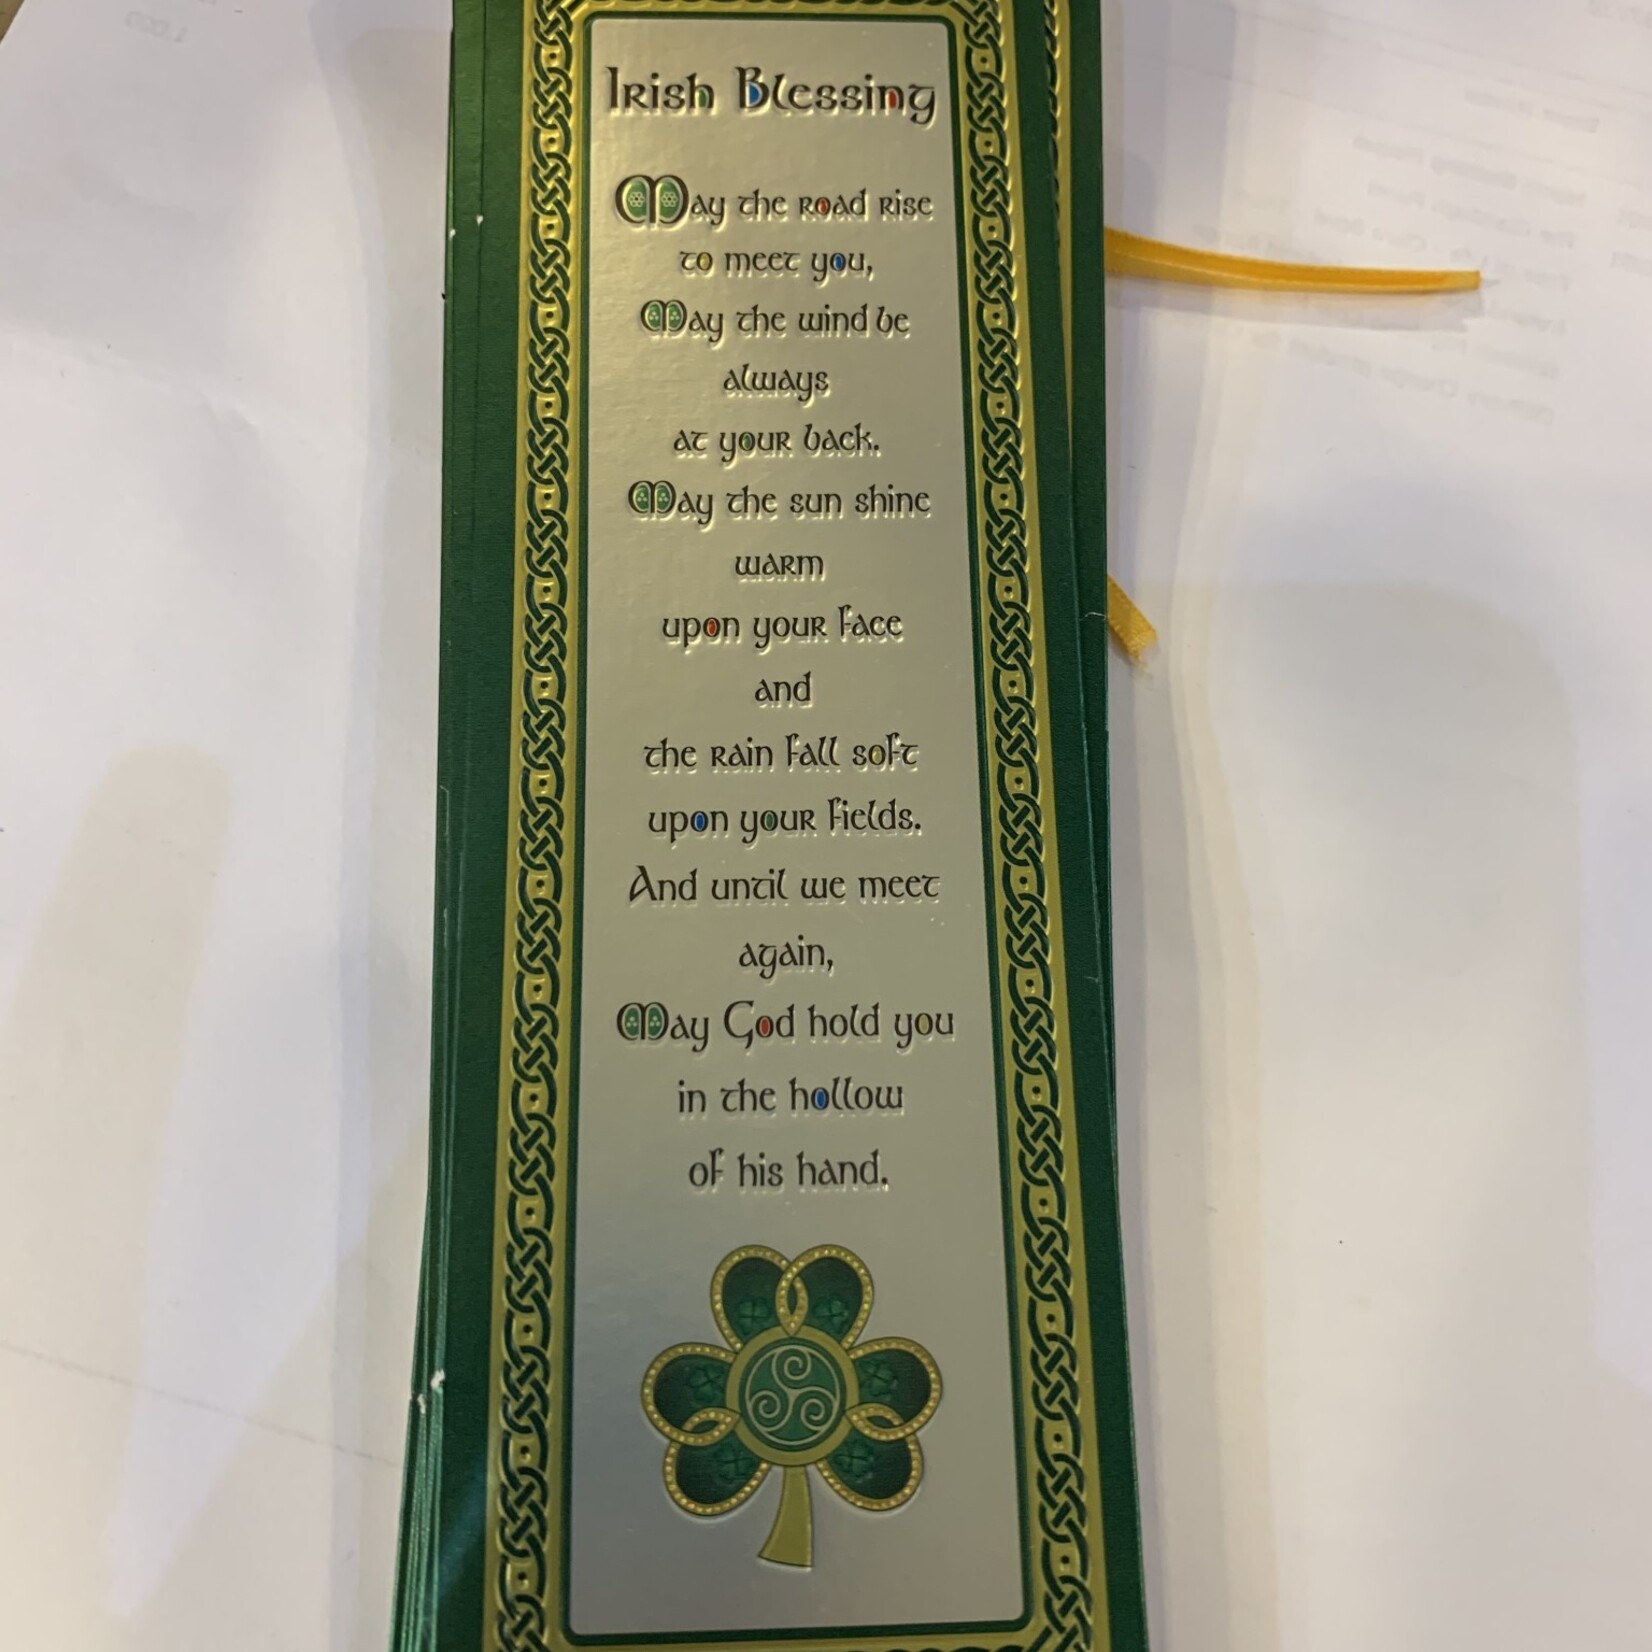 Irish Blessing
May the road rise
to meet you,
May the wind be
always
at your back.
May the sun shine
warm
upon your face
and
the rain fall soft
upon your fields.
And until we meet
again,
May God hold you
in the hollow
of his hand.